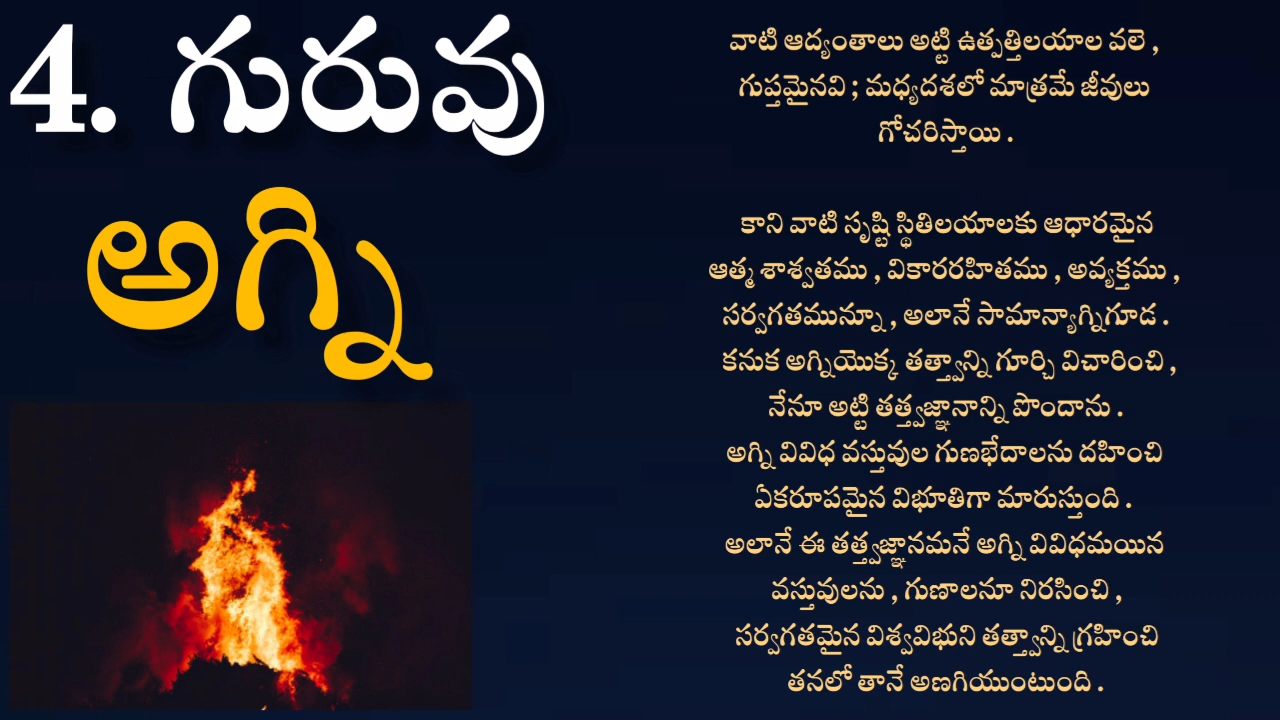 4. గురువు
అగ్ని
వాటి ఆద్యంతాలు అట్టి ఉత్పత్తిలయాల వలె ,
గుప్తమైనవి ; మధ్యదశలో మాత్రమే జీవులు
గోచరిస్తాయి .
కాని వాటి సృష్టి స్థితిలయాలకు ఆధారమైన
ఆత్మ శాశ్వతము , వికారరహితము , అవ్యక్తము ,
సర్వగతమున్నూ , అలానే సామాన్యాగ్నిగూడ .
కనుక అగ్నియొక్క తత్త్వాన్ని గూర్చి విచారించి ,
నేనూ అట్టి తత్త్వజ్ఞానాన్ని పొందాను .
అగ్ని వివిధ వస్తువుల గుణభేదాలను దహించి
ఏకరూపమైన విభూతిగా మారుస్తుంది .
అలానే ఈ తత్త్వజ్ఞానమనే అగ్ని వివిధమయిన
వస్తువులను , గుణాలనూ నిరసించి ,
సర్వగతమైన విశ్వవిభుని తత్త్వాన్ని గ్రహించి
తనలో తానే అణగియుంటుంది .